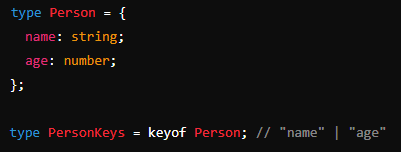 type Person = {
  name: string;
  age: number;
};

type PersonKeys = keyof Person; // "name" | "age"